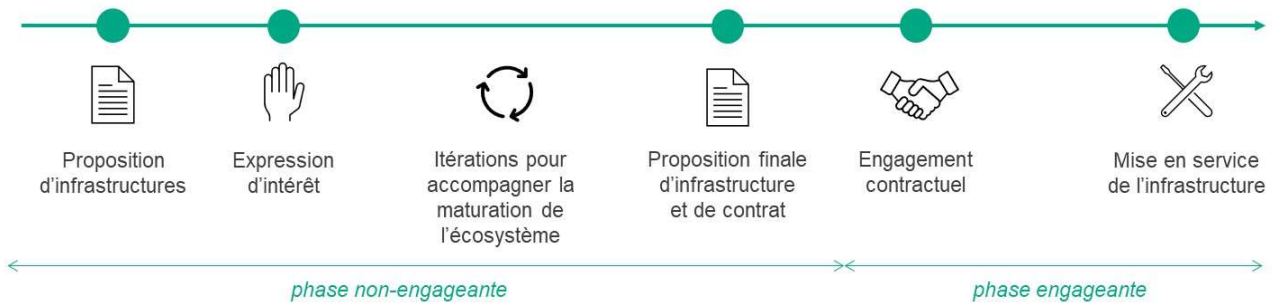 Proposition
d'infrastructures
Expression
d'intérêt
Itérations pour
accompagner la
maturation de
l'écosystème
Proposition finale
d'infrastructure
et de contrat
Engagement
contractuel
Mise en service
de l'infrastructure
phase non-engageante
phase engageante